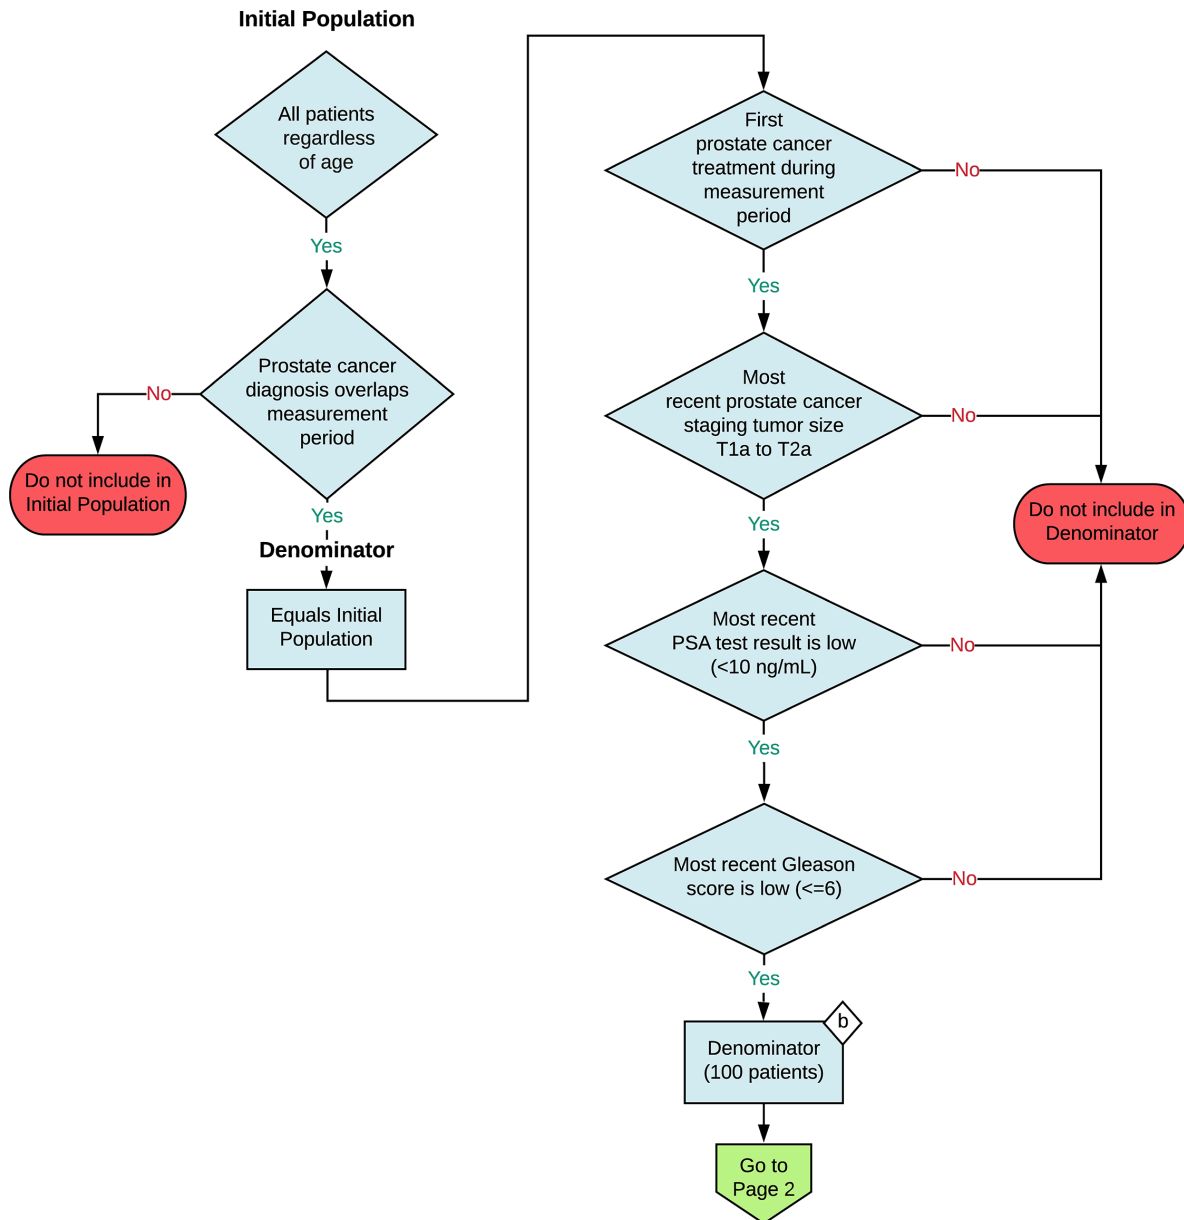 Initial Population
All patients
regardless
of age
Yes
Prostate cancer
diagnosis overlaps
measurement
period
No
Do not include in
Initial Population
Yes
Denominator
Equals Initial
Population
First
prostate cancer
treatment during
measurement
period
No
Yes
Most
recent prostate cancer
staging tumor size
T1a to T2a
No
Do not include in
Denominator
Yes
Most recent
PSA test result is low
(<10 ng/mL)
No
Yes
Most recent Gleason
score is low (<=6)
No
Yes
b
Denominator
(100 patients)
Go to
Page 2